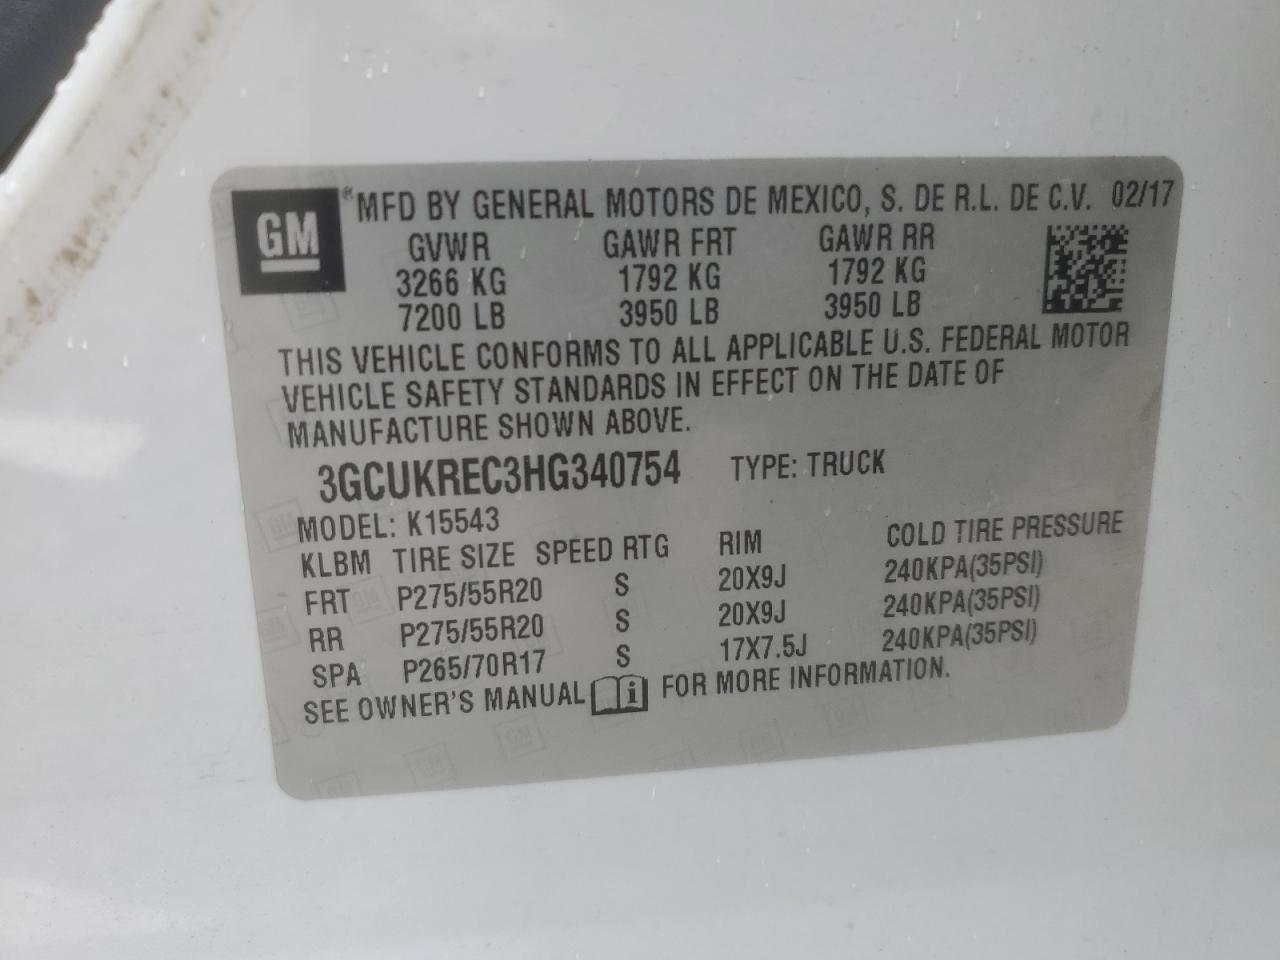 GM ® MFD BY GENERAL MOTORS DE MEXICO, S. DE R.L. DE C.V. 02/17
GVWR GAWR FRT GAWR RR
3266 KG 1792 KG 1792 KG
7200 LB 3950 LB 3950 LB
THIS VEHICLE CONFORMS TO ALL APPLICABLE U.S. FEDERAL MOTOR
VEHICLE SAFETY STANDARDS IN EFFECT ON THE DATE OF
MANUFACTURE SHOWN ABOVE.
3GCUKREC3HG340754 TYPE: TRUCK
MODEL: K15543
KLBM TIRE SIZE SPEED RTG RIM COLD TIRE PRESSURE
FRT P275/55R20 S 20X9J 240KPA(35PSI)
RR P275/55R20 S 20X9J 240KPA(35PSI)
SPA P265/70R17 S 17X7.5J 240KPA(35PSI)
SEE OWNER'S MANUAL i FOR MORE INFORMATION.